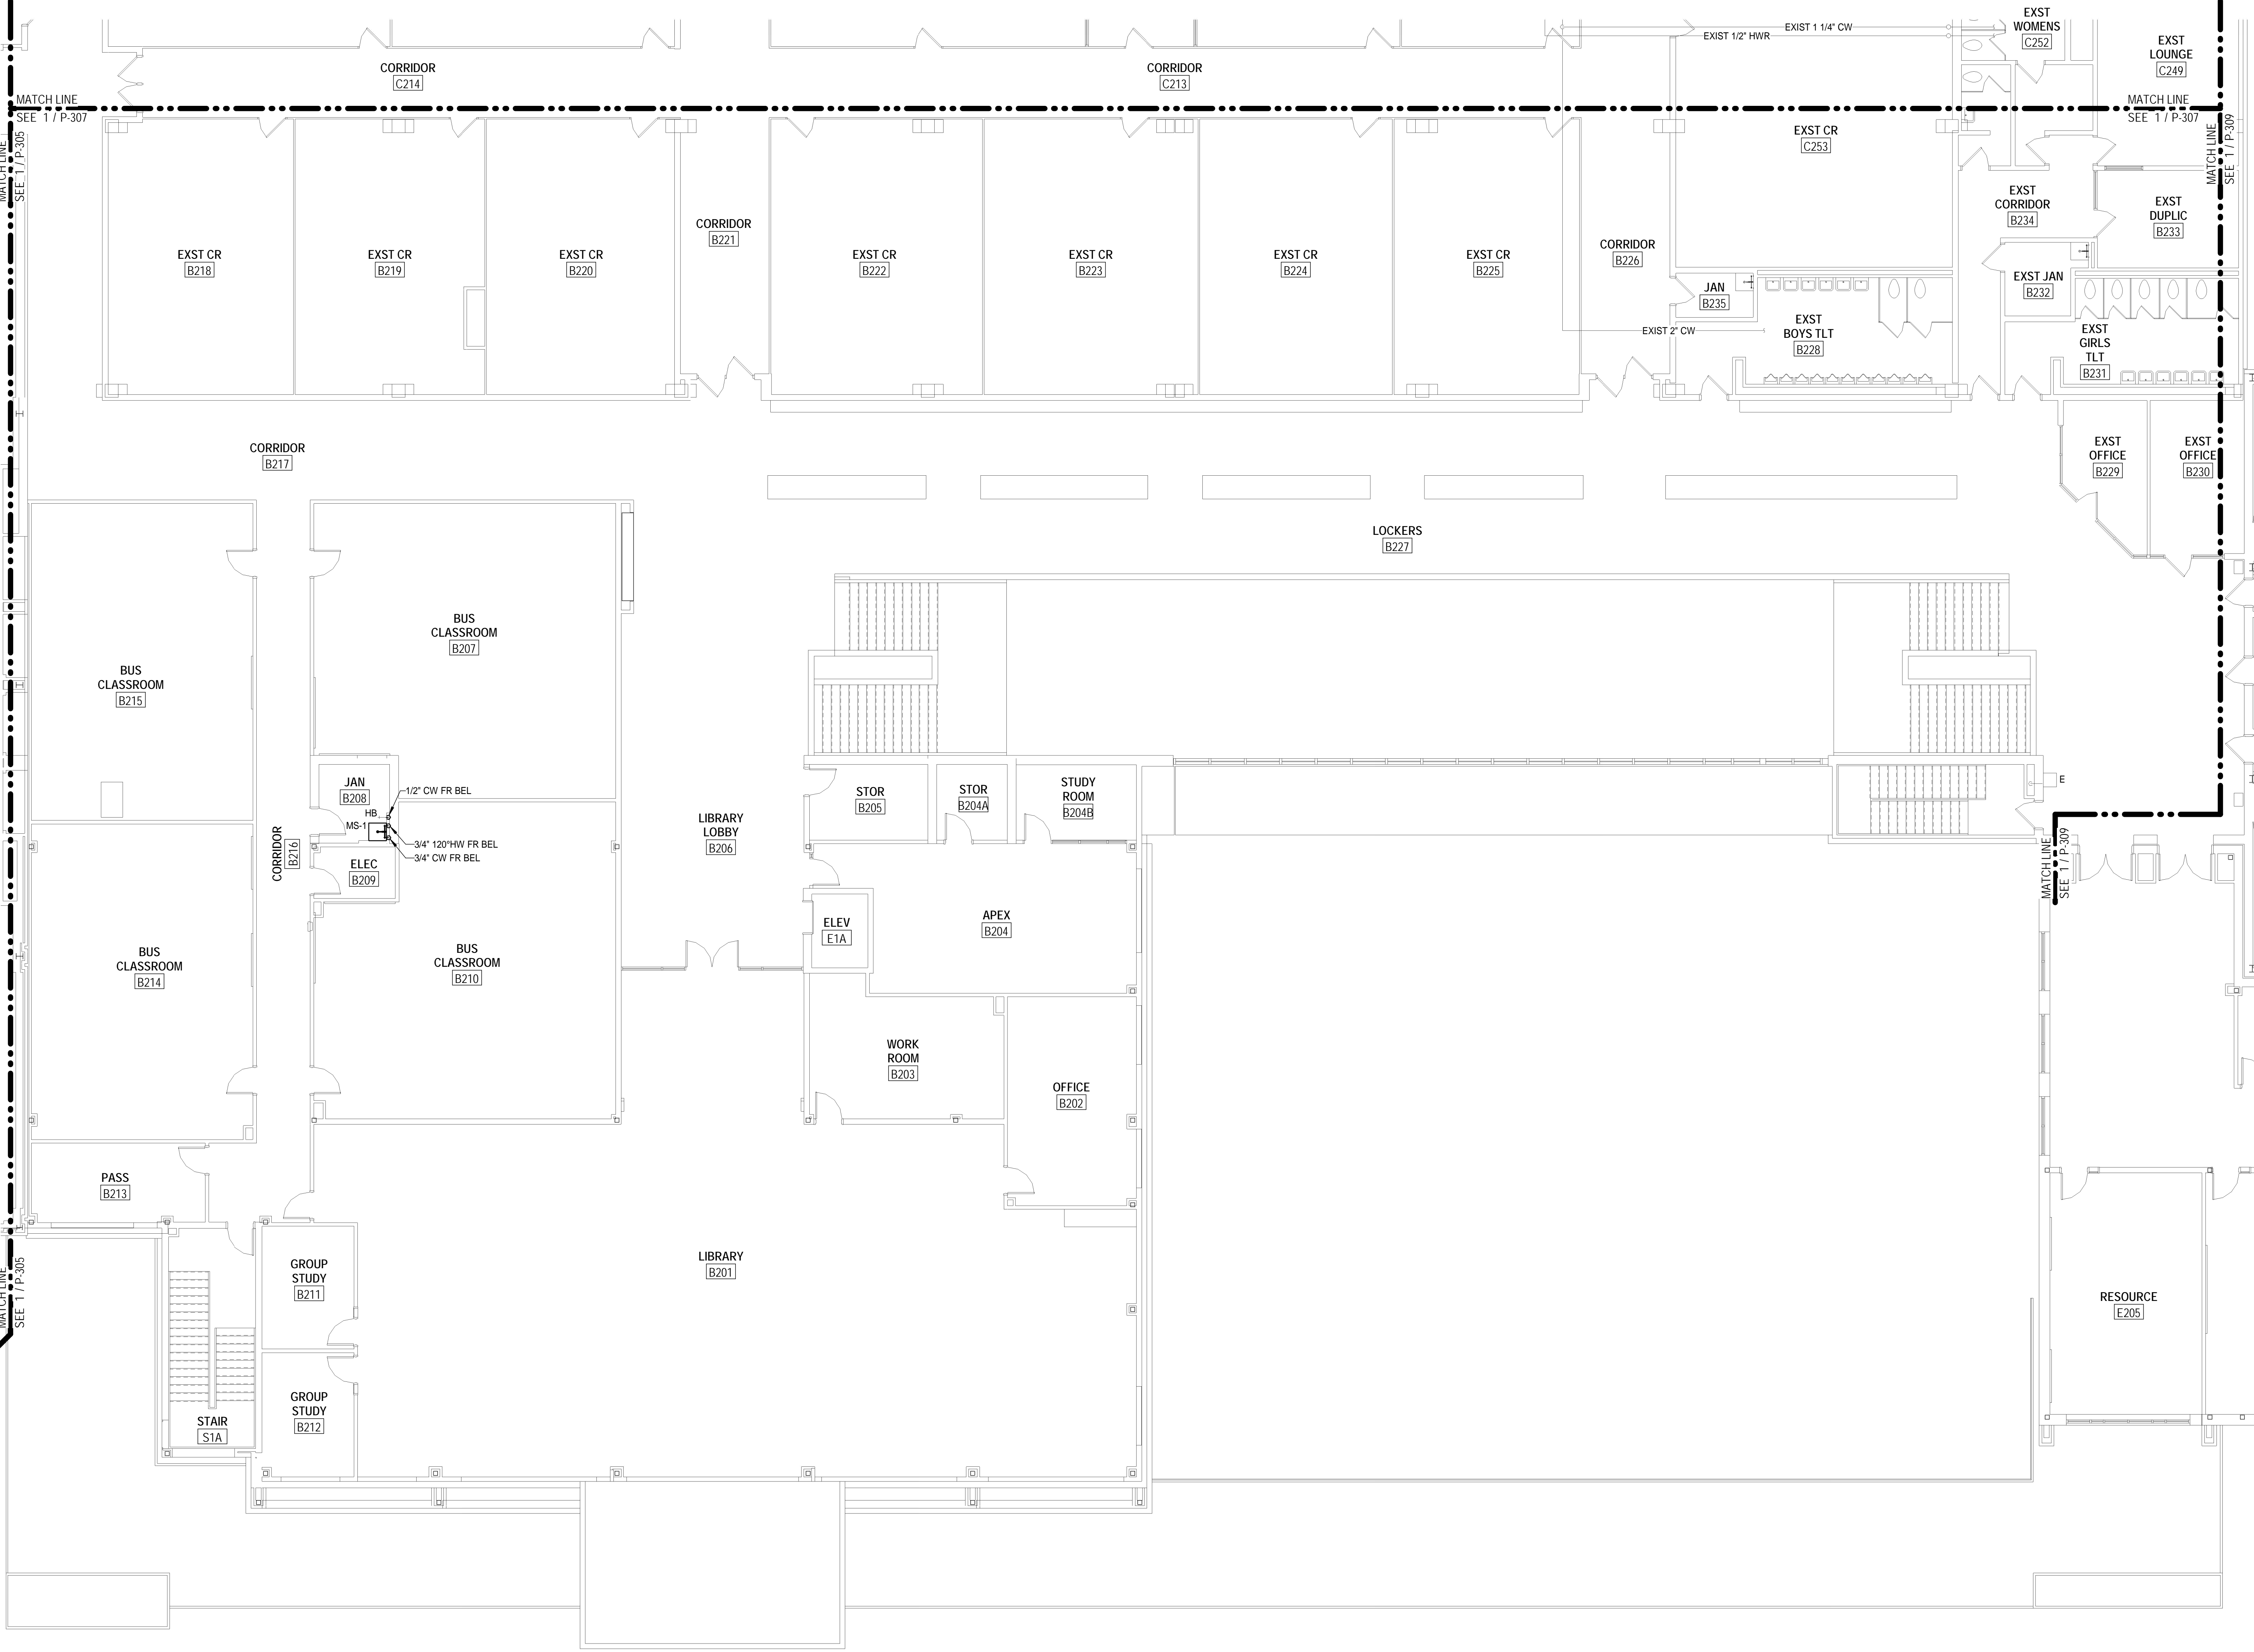 EXST
WOMENS
C252
EXIST 1 1/4" CW
EXIST 1/2" HWR
EXST
LOUNGE
C249
CORRIDOR
C214
CORRIDOR
C213
MATCH LINE
SEE 1 / P-307
MATCH LINE
SEE 1 / P-307
MATCH LINE
SEE 1 / P-305
MATCH LINE
SEE 1 / P-309
EXST CR
C253
EXST
CORRIDOR
B234
EXST
DUPLIC
B233
CORRIDOR
B221
CORRIDOR
B226
EXST CR
B218
EXST CR
B219
EXST CR
B220
EXST CR
B222
EXST CR
B223
EXST CR
B224
EXST CR
B225
JAN
B235
EXST JAN
B232
EXIST 2" CW
EXST
BOYS TLT
B228
EXST
GIRLS
TLT
B231
CORRIDOR
B217
EXST
OFFICE
B229
EXST
OFFICE
B230
LOCKERS
B227
BUS
CLASSROOM
B207
BUS
CLASSROOM
B215
JAN
B208
1/2" CW FR BEL
HB
MS-1
3/4" 120°HW FR BEL
3/4" CW FR BEL
STOR
B205
STOR
B204A
STUDY
ROOM
B204B
E
LIBRARY
LOBBY
B206
CORRIDOR
B216
ELEC
B209
MATCH LINE
SEE 1 / P-309
ELEV
E1A
APEX
B204
BUS
CLASSROOM
B214
BUS
CLASSROOM
B210
WORK
ROOM
B203
OFFICE
B202
PASS
B213
MATCH LINE
SEE 1 / P-305
GROUP
STUDY
B211
LIBRARY
B201
RESOURCE
E205
GROUP
STUDY
B212
STAIR
S1A